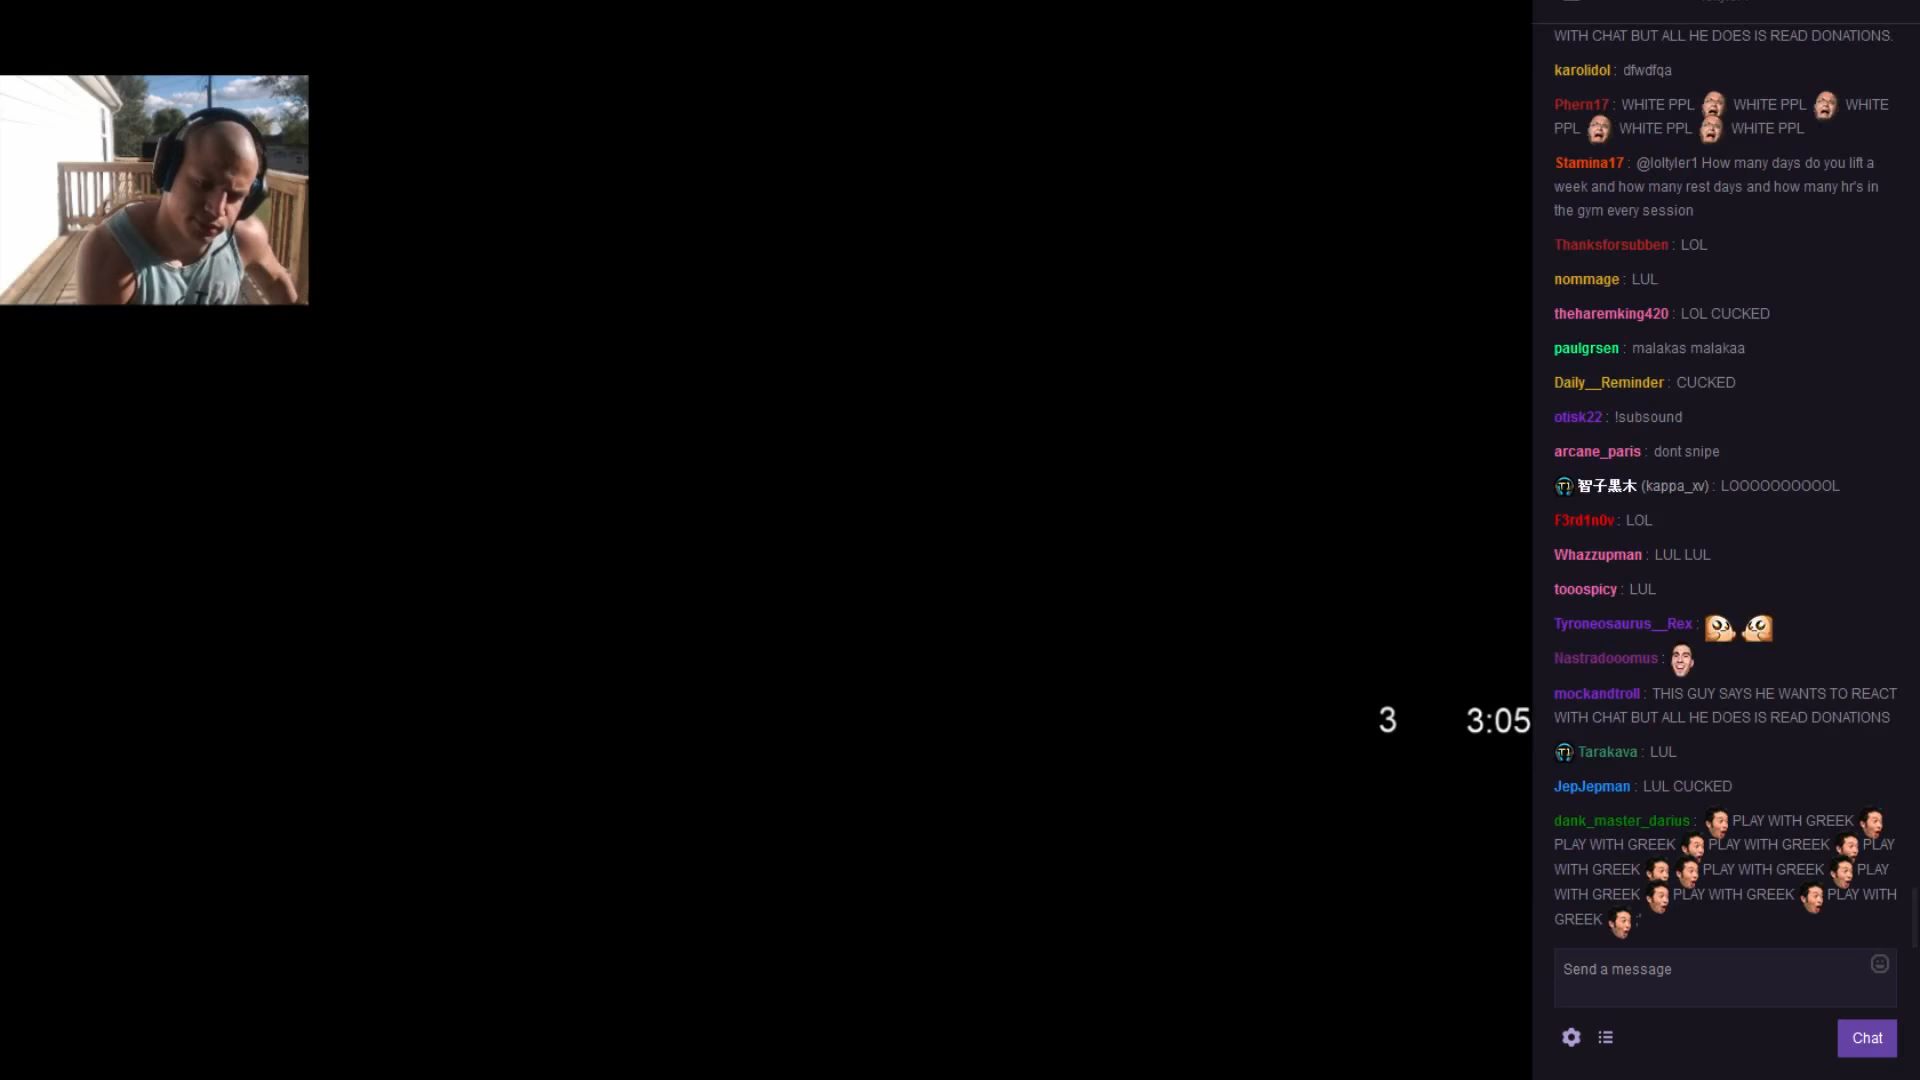 WITH CHAT BUT ALL HE DOES IS READ DONATIONS.
karolidol : dfwdfqa
Phern17 : WHITE PPL WHITE PPL WHITE
PPL WHITE PPL WHITE PPL
Stamina17 : @loltyler1 How many days do you lift a
week and how many rest days and how many hr's in
the gym every session
Thanksforsubben : LOL
nommage : LUL
theharemking420 : LOL CUCKED
paulgrsen : malakas malakaa
Daily__Reminder : CUCKED
otisk22 : !subsound
arcane_paris : dont snipe
T1 智子黒木 (kappa_xv) : LOOOOOOOOOOL
F3rd1n0v : LOL
Whazzupman : LUL LUL
tooospicy : LUL
Tyroneosaurus__Rex :
Nastradooomus :
3 3:05
mockandtroll : THIS GUY SAYS HE WANTS TO REACT
WITH CHAT BUT ALL HE DOES IS READ DONATIONS
T1 Tarakava : LUL
JepJepman : LUL CUCKED
dank_master_darius : PLAY WITH GREEK
PLAY WITH GREEK PLAY WITH GREEK PLAY
WITH GREEK PLAY WITH GREEK PLAY
WITH GREEK PLAY WITH GREEK PLAY WITH
GREEK ;'
Send a message
Chat